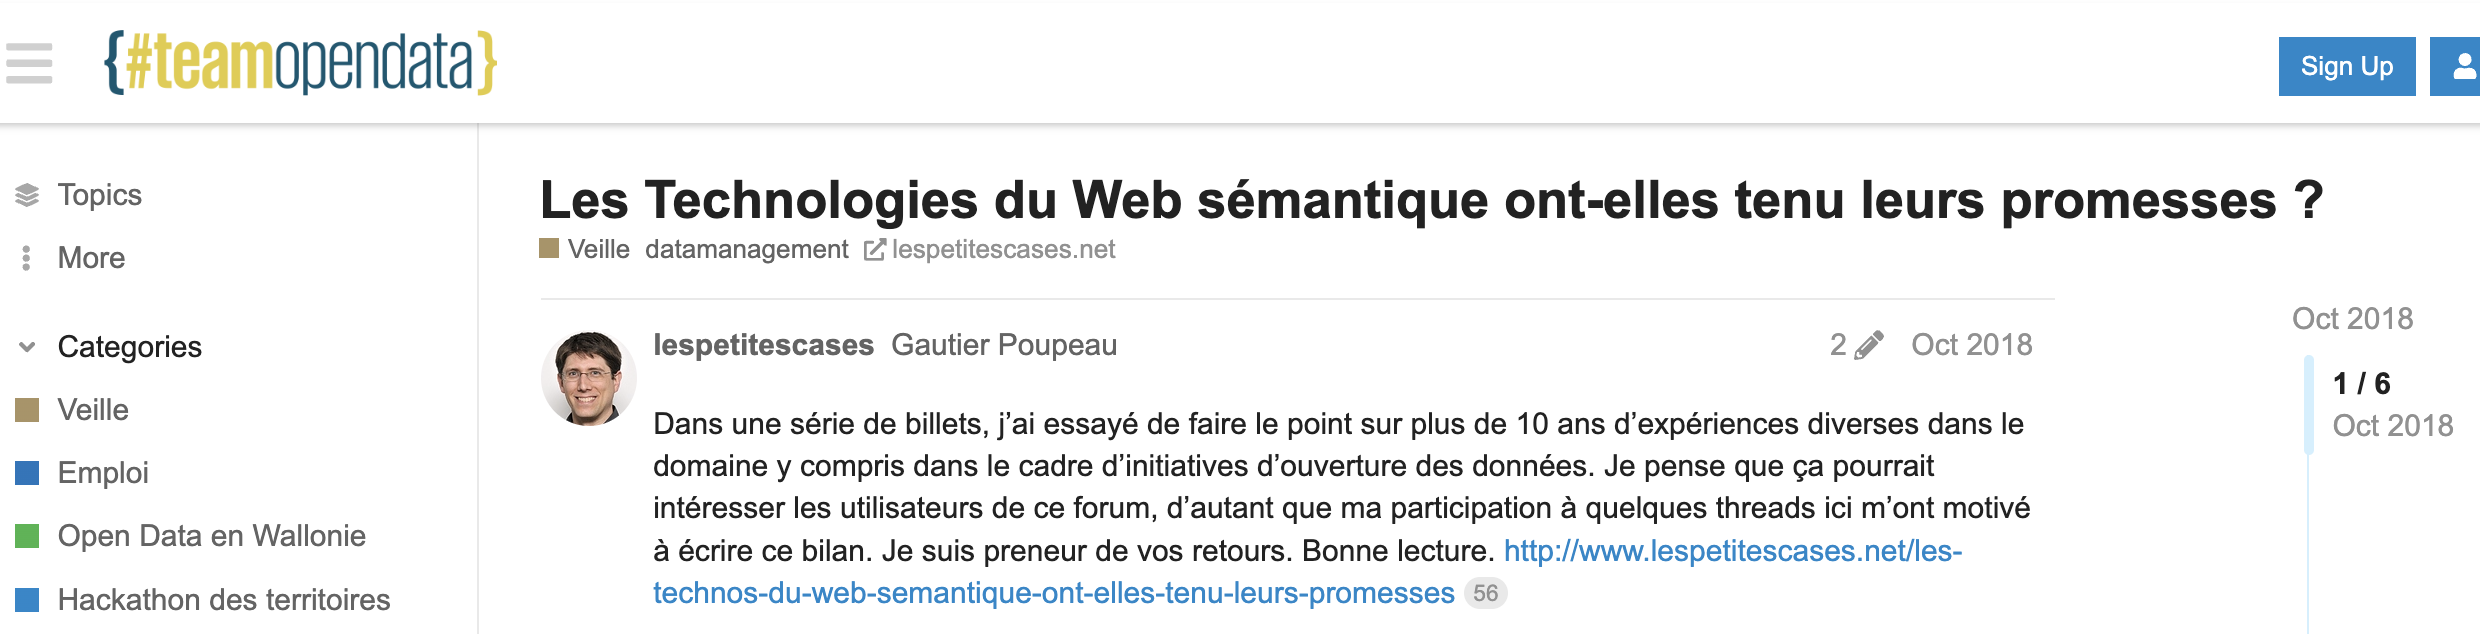 {#teamopendata}
Sign Up
Topics
More
Categories
Veille
Emploi
Open Data en Wallonie
Hackathon des territoires
Les Technologies du Web sémantique ont-elles tenu leurs promesses ?
Veille datamanagement lespetitescases.net
lespetitescases Gautier Poupeau 2 Oct 2018
Dans une série de billets, j’ai essayé de faire le point sur plus de 10 ans d’expériences diverses dans le
domaine y compris dans le cadre d’initiatives d’ouverture des données. Je pense que ça pourrait
intéresser les utilisateurs de ce forum, d’autant que ma participation à quelques threads ici m’ont motivé
à écrire ce bilan. Je suis preneur de vos retours. Bonne lecture. http://www.lespetitescases.net/les-
technos-du-web-semantique-ont-elles-tenu-leurs-promesses 56
Oct 2018
1 / 6
Oct 2018